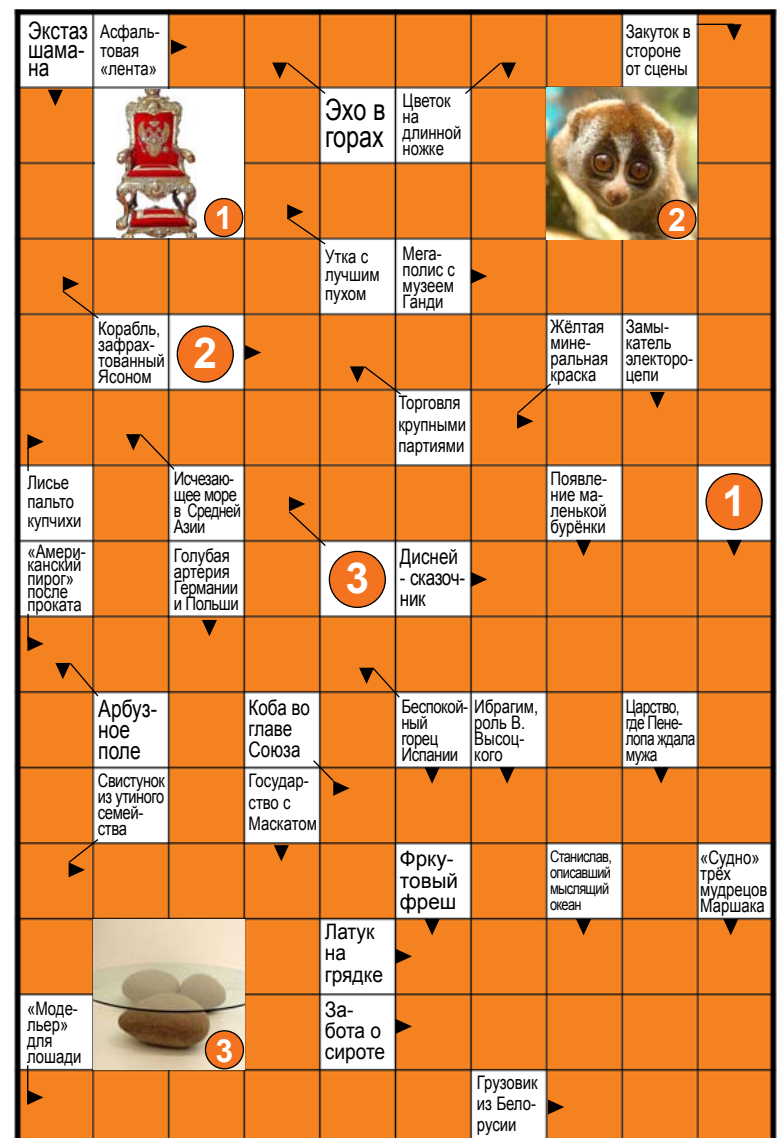 Экстаз
шама-
на
Асфаль-
товая
«лента»
Закуток в
стороне
от сцены
Эхо в
горах
Цветок
на
длинной
ножке
1
2
Утка с
лучшим
пухом
Мега-
полис с
музеем
Ганди
Корабль,
зафрах-
тованный
Ясоном
2
Жёлтая
мине-
ральная
краска
Замы-
катель
электоро-
цепи
Торговля
крупными
партиями
Лисье
пальто
купчихи
Исчезаю-
щее море
в Средней
Азии
Появле-
ние ма-
ленькой
бурёнки
1
«Амери-
канский
пирог»
после
проката
Голубая
артерия
Германии
и Польши
3
Дисней
- сказоч-
ник
Арбуз-
ное
поле
Коба во
главе
Союза
Беспокой-
ный
горец
Испании
Ибрагим,
роль В.
Высоц-
кого
Царство,
где Пене-
лопа ждала
мужа
Свистунок
из утиного
семей-
ства
Государ-
ство с
Маскатом
Фрку-
товый
фреш
Станислав,
описавший
мыслящий
океан
«Судно»
трёх
мудрецов
Маршака
Латук
на
грядке
«Моде-
льер»
для
лошади
3
За-
бота о
сироте
Грузовик
из Бело-
русии